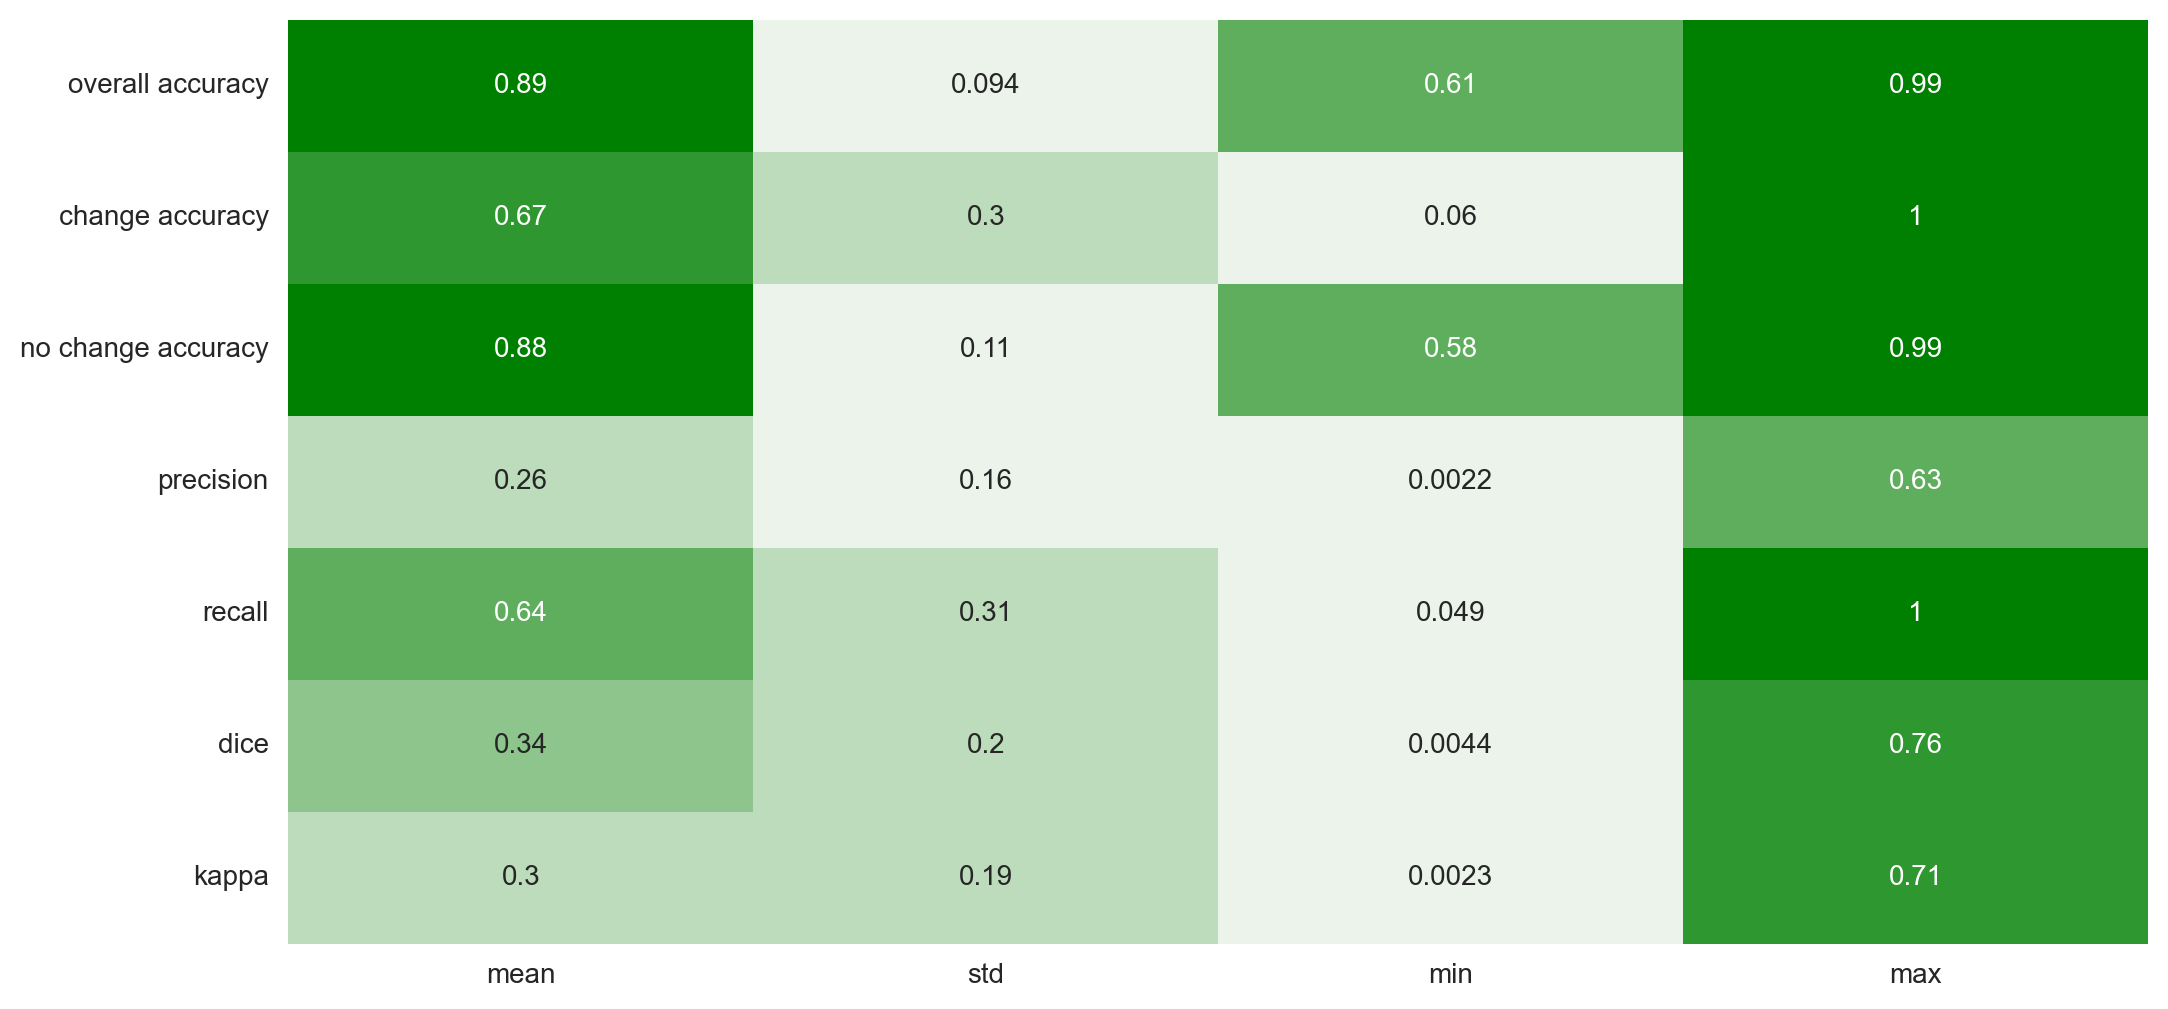 overall accuracy 0.89 0.094 0.61 0.99
change accuracy 0.67 0.3 0.06 1
no change accuracy 0.88 0.11 0.58 0.99
precision 0.26 0.16 0.0022 0.63
recall 0.64 0.31 0.049 1
dice 0.34 0.2 0.0044 0.76
kappa 0.3 0.19 0.0023 0.71
mean std min max